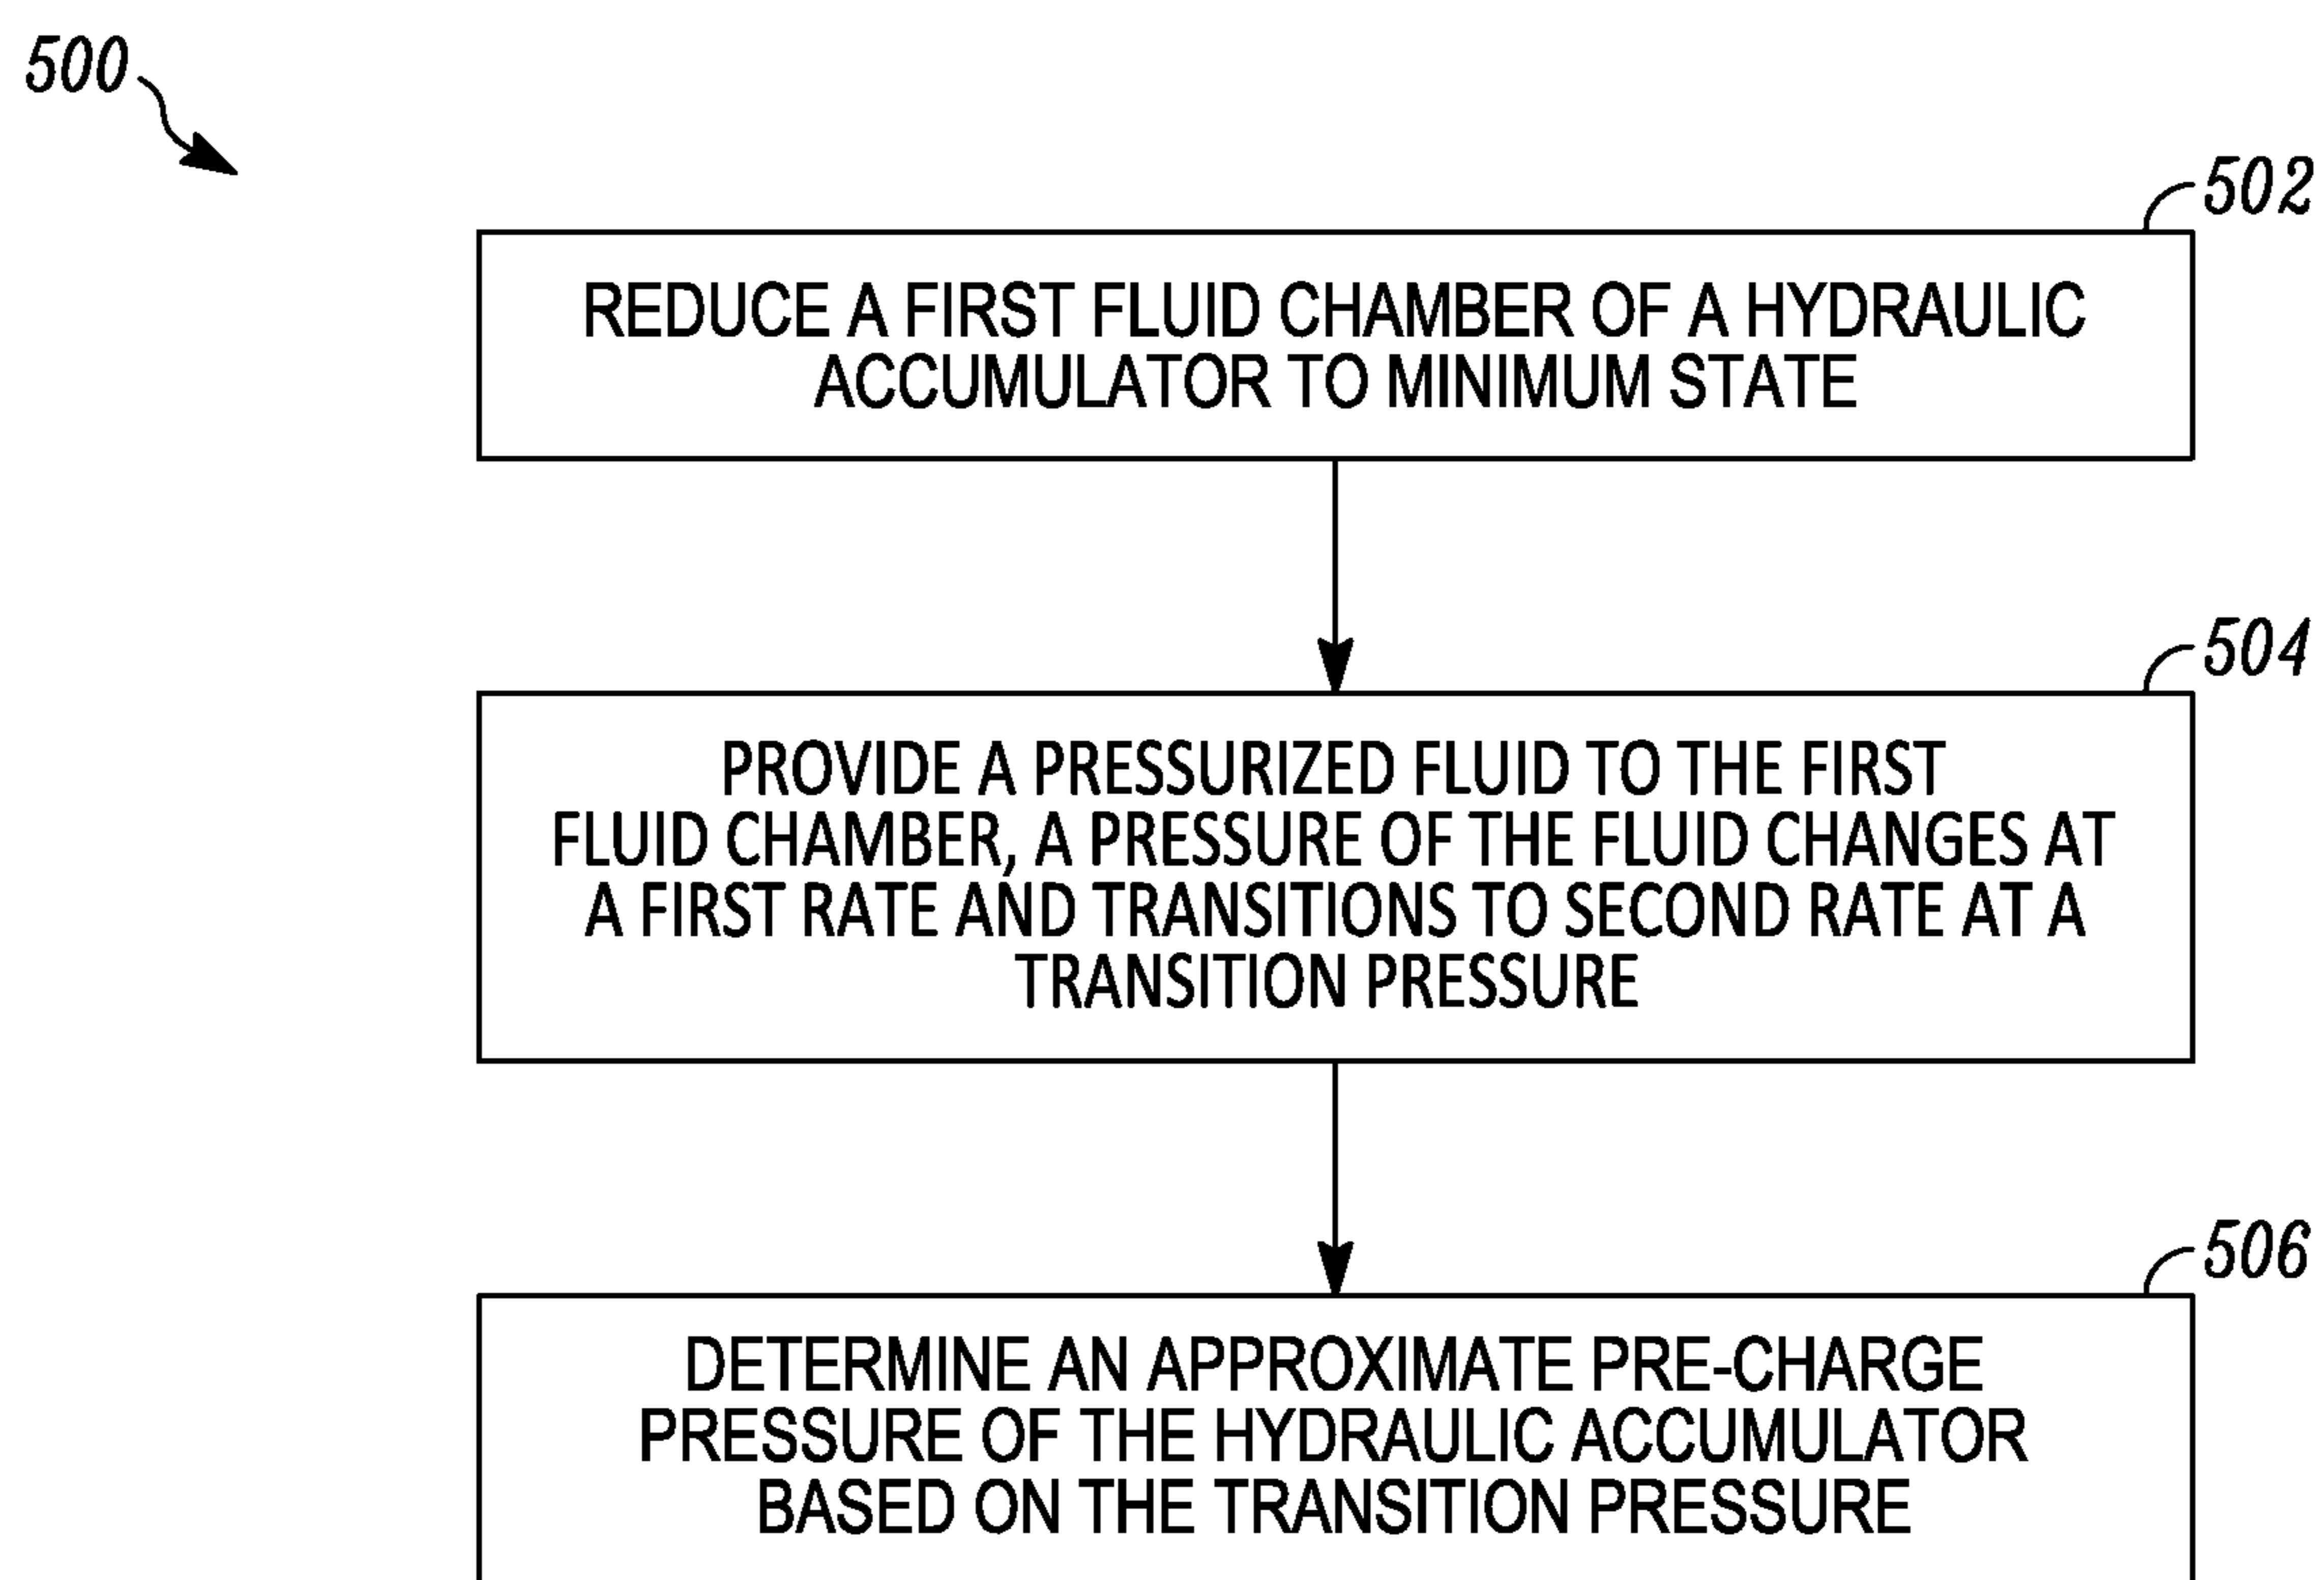 500
502
REDUCE A FIRST FLUID CHAMBER OF A HYDRAULIC
ACCUMULATOR TO MINIMUM STATE
504
PROVIDE A PRESSURIZED FLUID TO THE FIRST
FLUID CHAMBER, A PRESSURE OF THE FLUID CHANGES AT
A FIRST RATE AND TRANSITIONS TO SECOND RATE AT A
TRANSITION PRESSURE
506
DETERMINE AN APPROXIMATE PRE-CHARGE
PRESSURE OF THE HYDRAULIC ACCUMULATOR
BASED ON THE TRANSITION PRESSURE